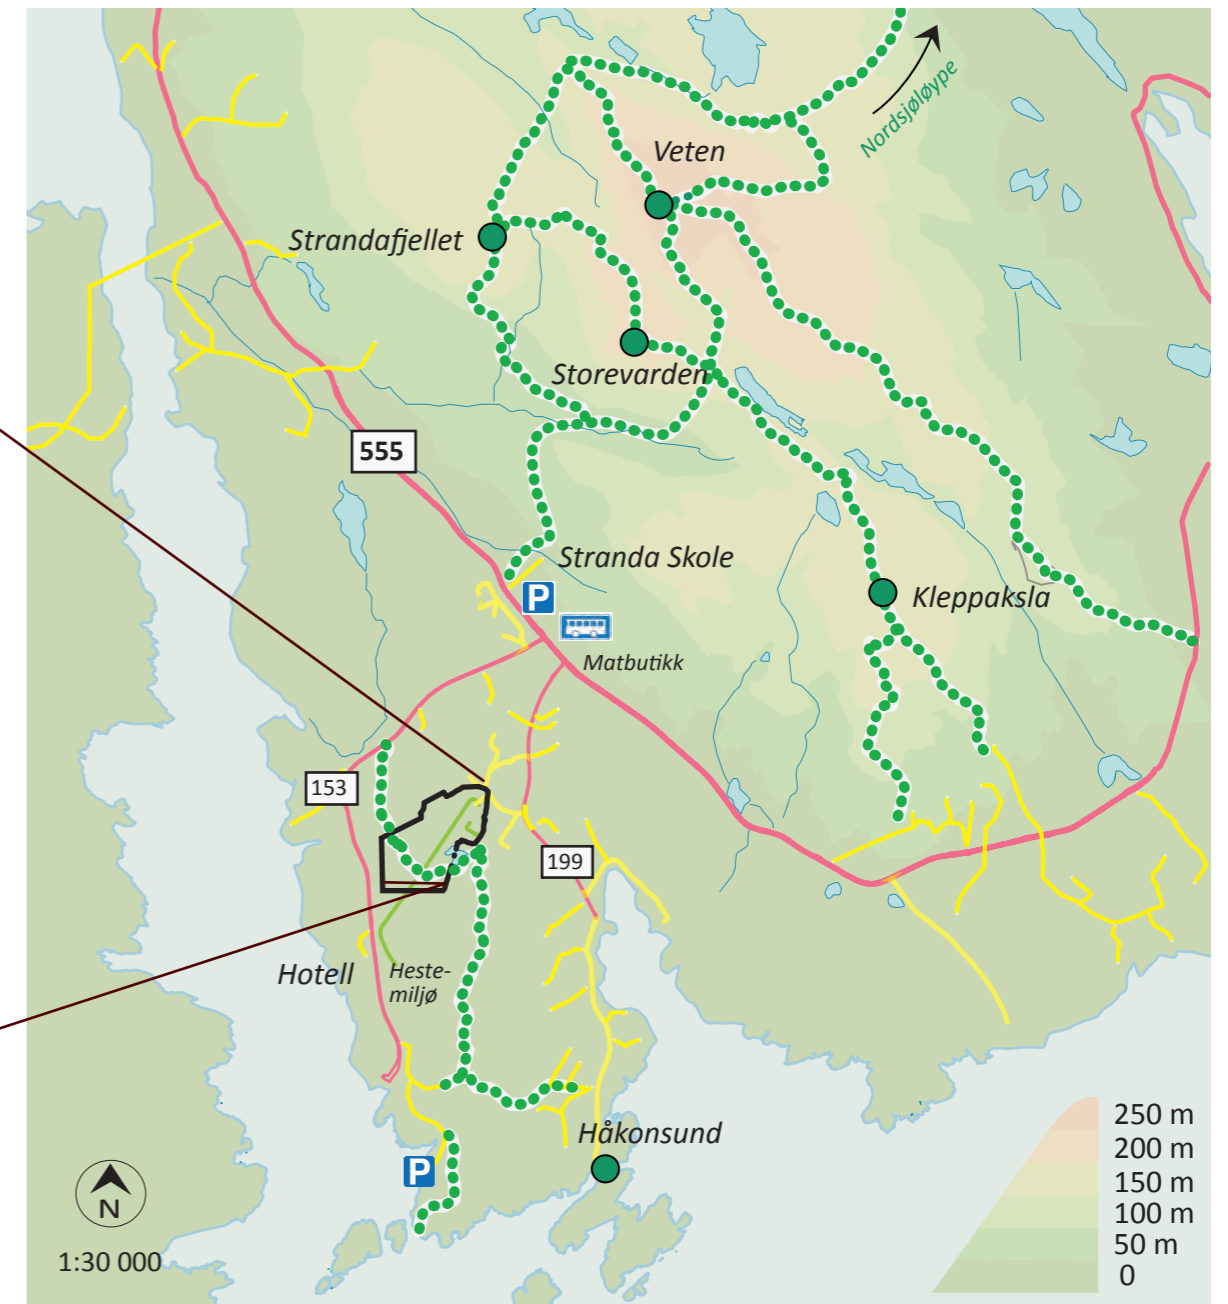 Nordsjøløype
Veten
Strandafjellet
Storevarden
555
Stranda Skole
P
Kleppaksla
Matbutikk
153
199
Hotell
Heste-
miljø
Håkonsund
P
N
1:30 000
250 m
200 m
150 m
100 m
50 m
0